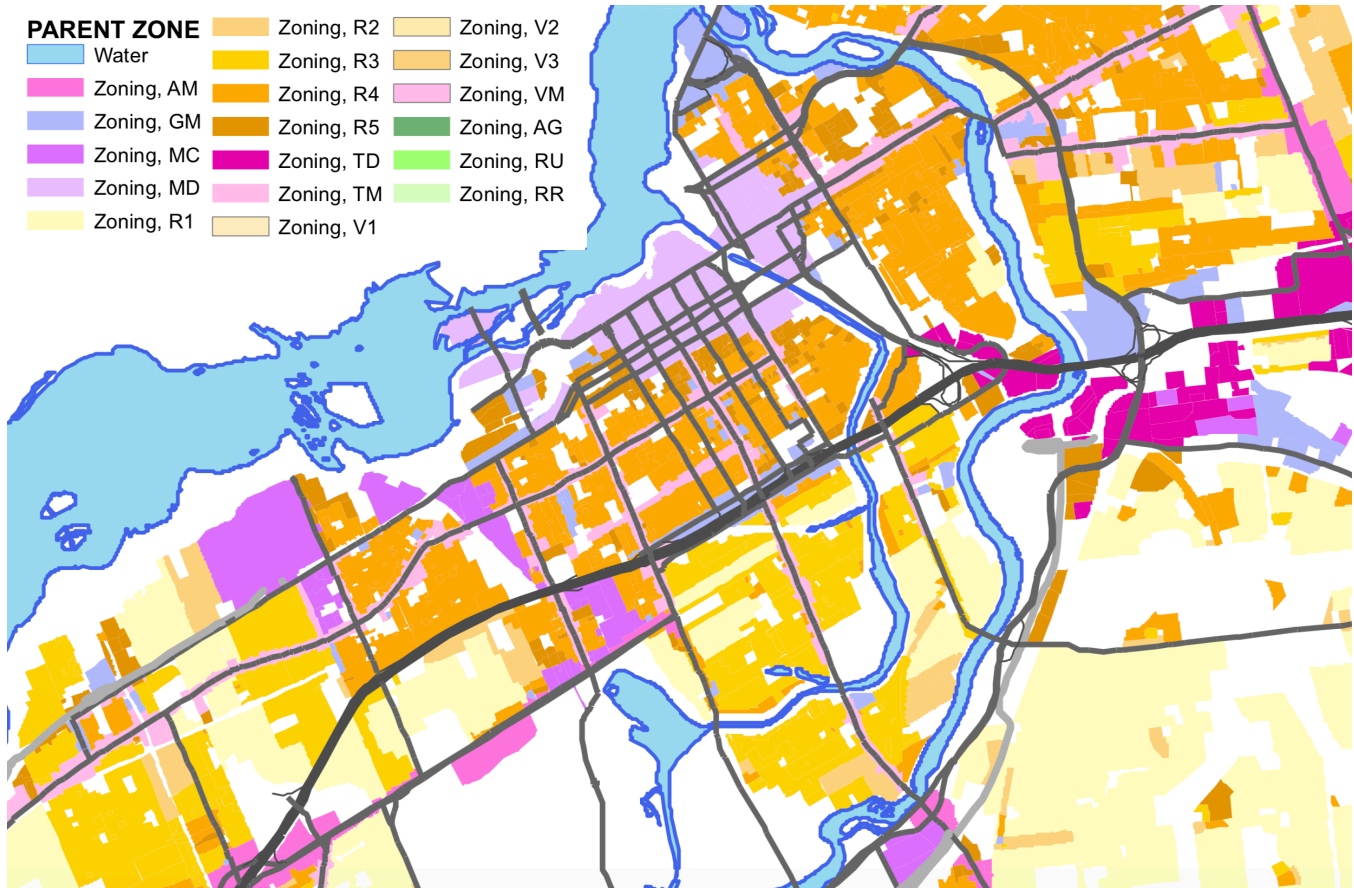 PARENT ZONE
Water
Zoning, AM
Zoning, GM
Zoning, MC
Zoning, MD
Zoning, R1
Zoning, R2
Zoning, R3
Zoning, R4
Zoning, R5
Zoning, TD
Zoning, TM
Zoning, V1
Zoning, V2
Zoning, V3
Zoning, VM
Zoning, AG
Zoning, RU
Zoning, RR